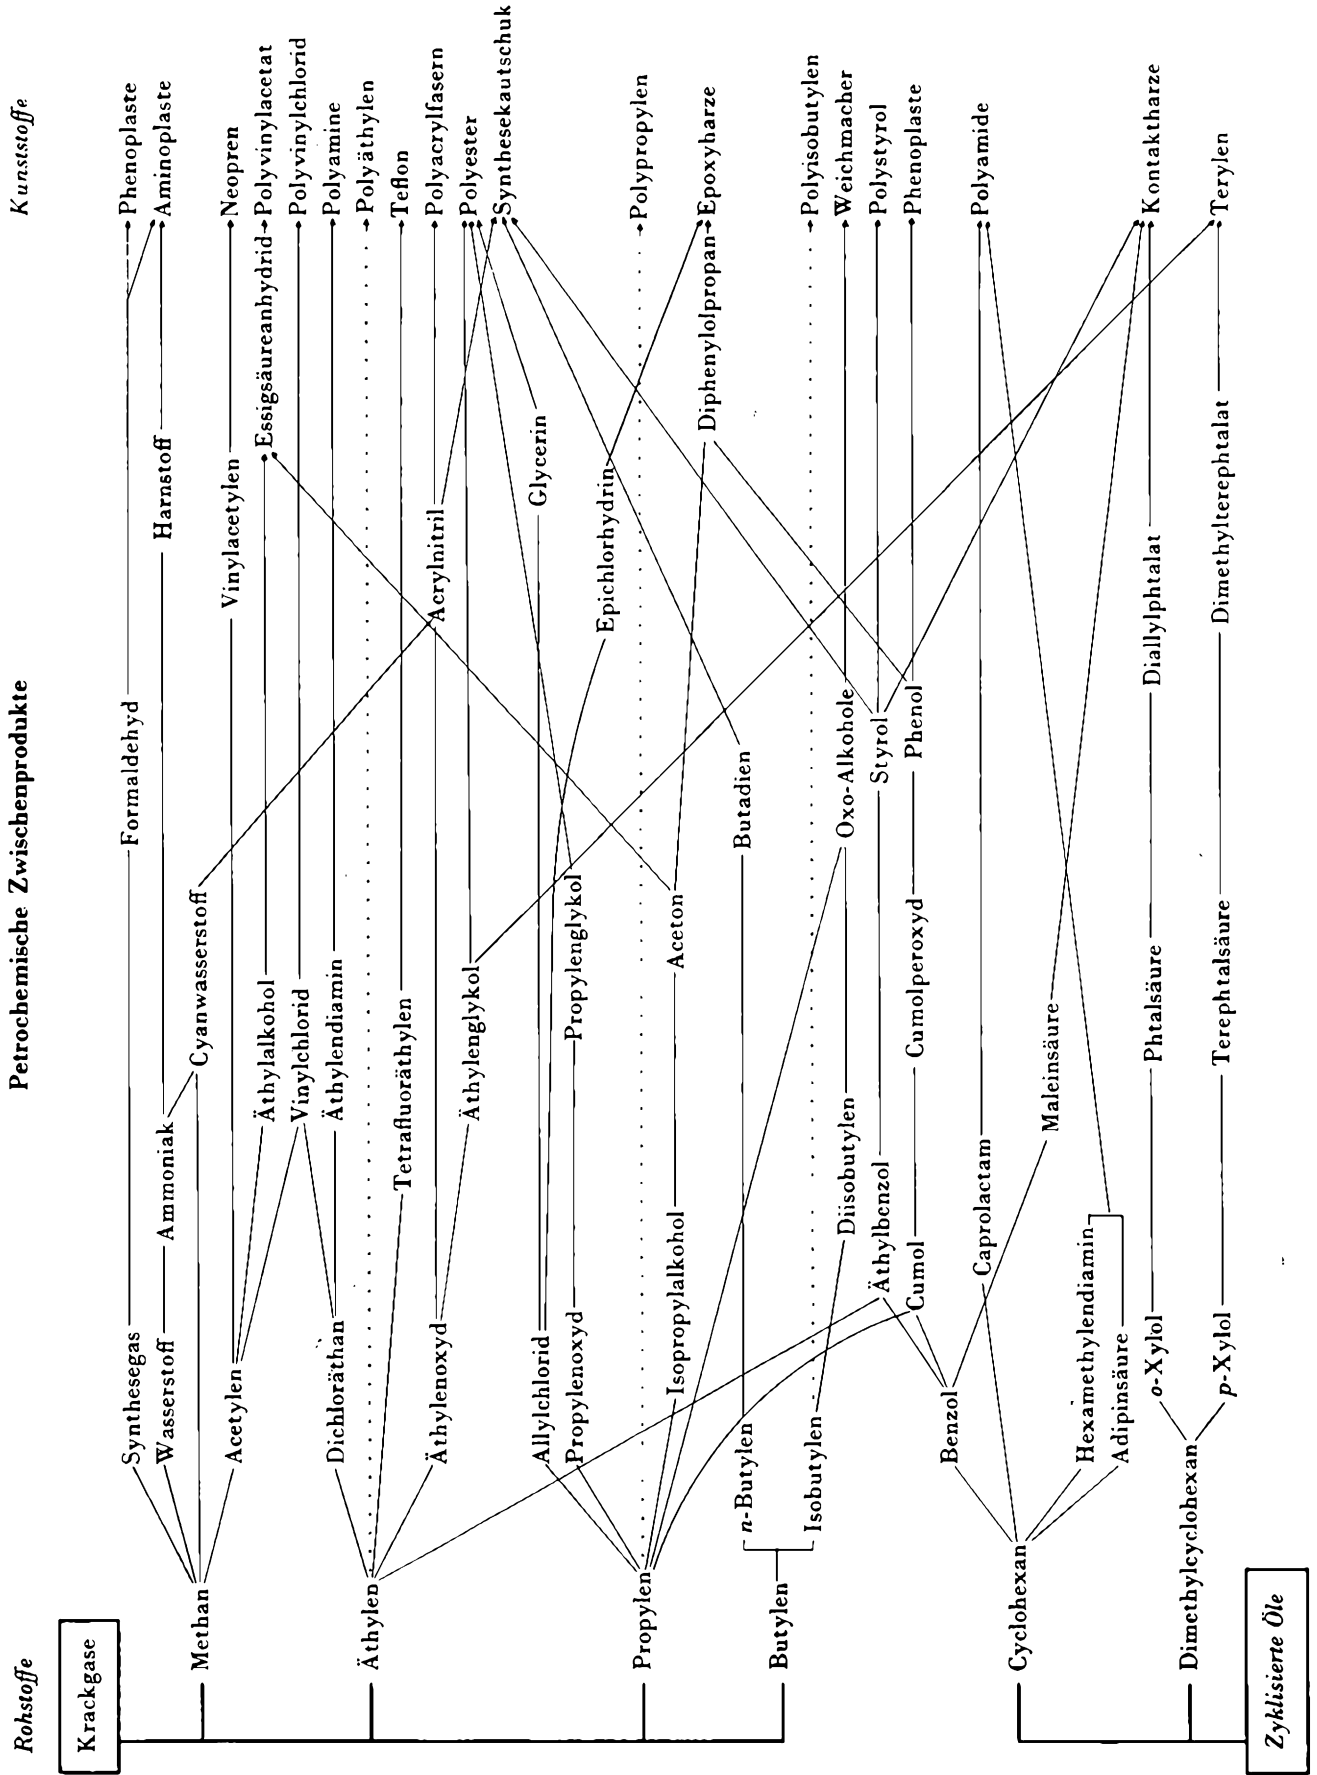 Rohstoffe
Petrochemische Zwischenprodukte
Kunststoffe
Krackgase
Methan
Äthylen
Propylen
Butylen
Cyclohexan
Dimethylcyclohexan
Zyklisierte Öle
Synthesegas
Formaldehyd
Phenoplaste
Wasserstoff
Ammoniak
Harnstoff
Aminoplaste
Cyanwasserstoff
Acetylen
Vinylacetylen
Neopren
Äthylalkohol
Essigsäureanhydrid
Polyvinylacetat
Vinylchlorid
Polyvinylchlorid
Dichloräthan
Äthylendiamin
Polyamine
Polyäthylen
Tetrafluoräthylen
Teflon
Äthylenoxyd
Acrylnitril
Polyacrylfasern
Äthylenglykol
Polyester
Synthesekautschuk
Allylchlorid
Glycerin
Propylenoxyd
Propylenglykol
Epichlorhydrin
Polypropylen
Isopropylalkohol
Aceton
Diphenylolpropan
Epoxyharze
n-Butylen
Butadien
Isobutylen
Polyisobutylen
Diisobutylen
Oxo-Alkohole
Weichmacher
Äthylbenzol
Styrol
Polystyrol
Cumol
Cumolperoxyd
Phenol
Phenoplaste
Benzol
Caprolactam
Polyamide
Maleinsäure
Hexamethylendiamin
Adipinsäure
o-Xylol
Phtalsäure
Diallylphtalat
Kontaktharze
p-Xylol
Terephtalsäure
Dimethylterephtalat
Terylen